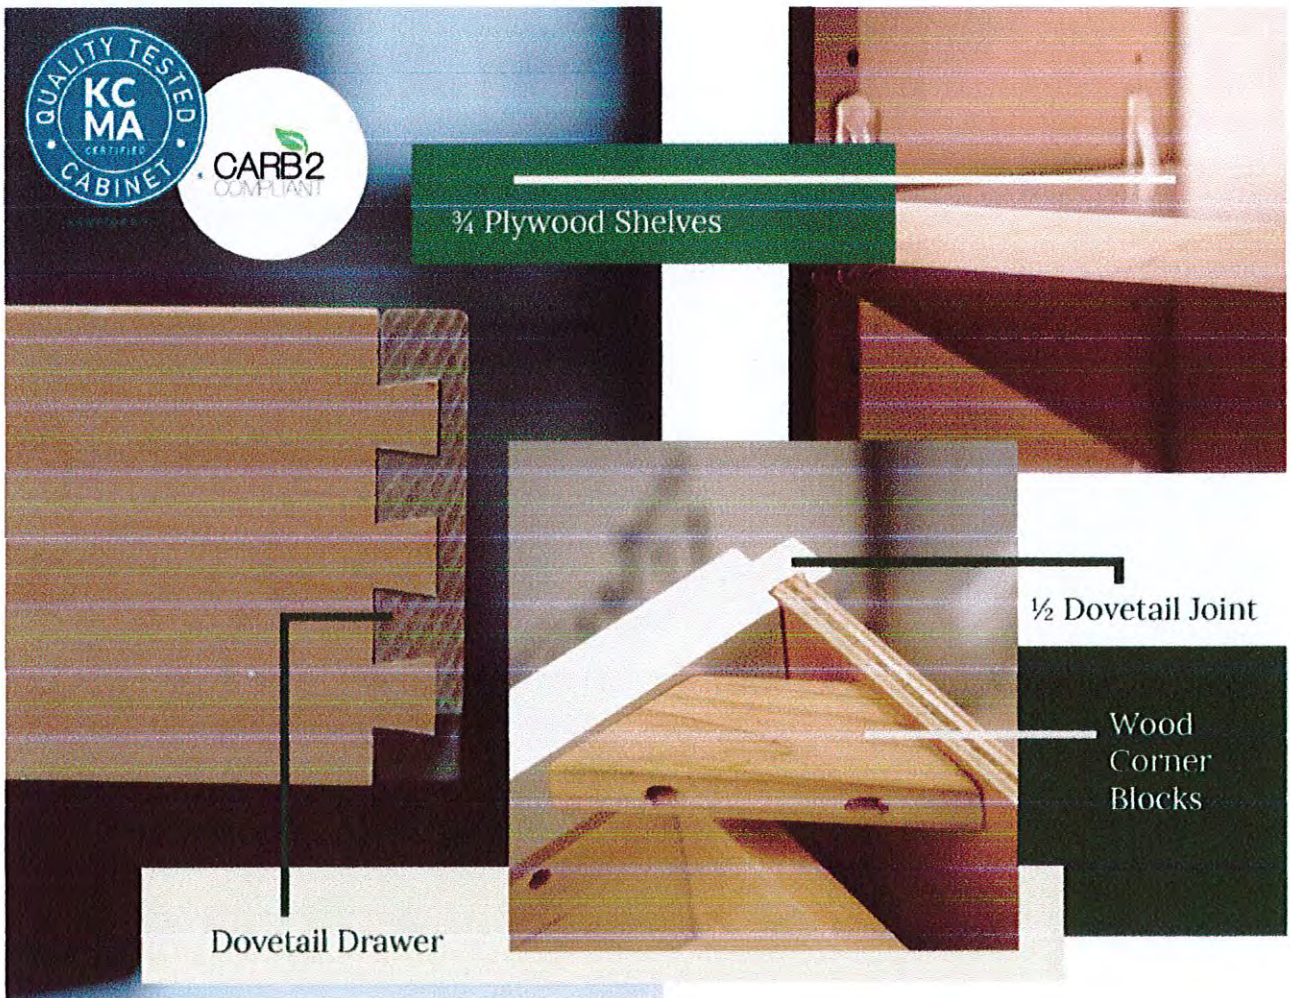 QUALITY TESTED
KC
MA
CERTIFIED
CABINET
CARB2
COMPLIANT
¾ Plywood Shelves
½ Dovetail Joint
Wood
Corner
Blocks
Dovetail Drawer